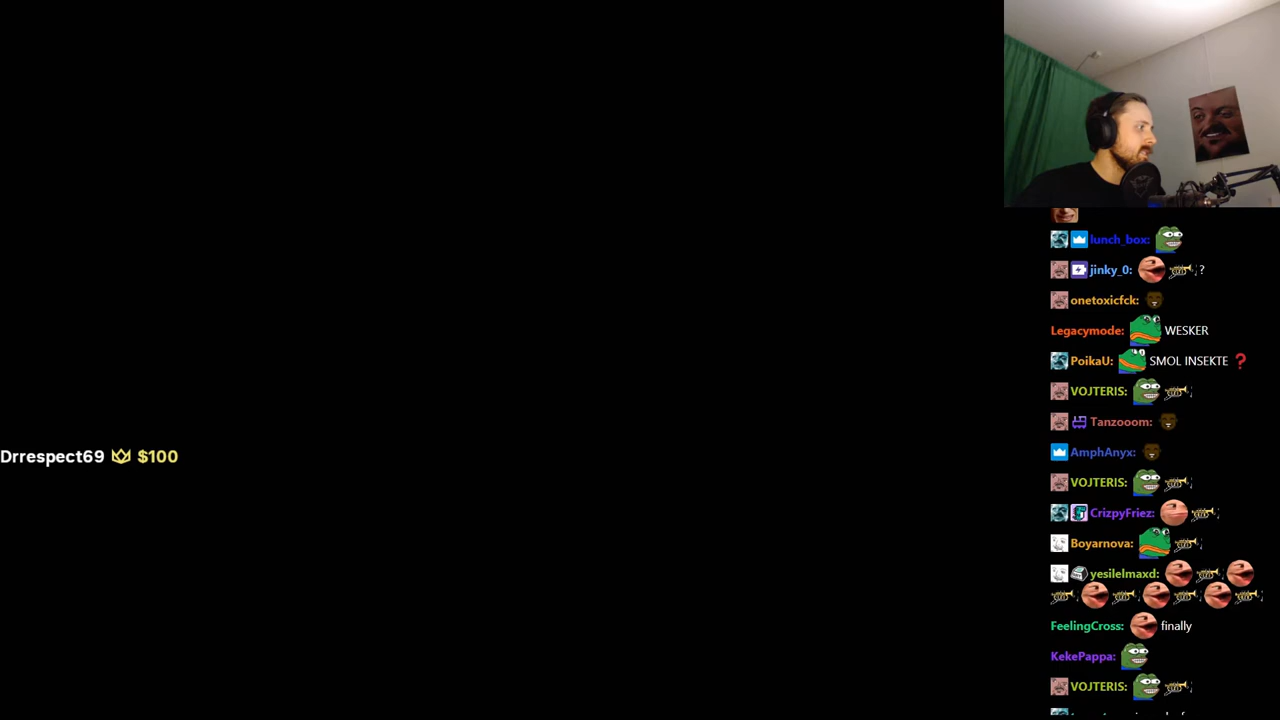 lunch_box:
jinky_0: ?
onetoxicfck:
Legacymode: WESKER
PoikaU: SMOL INSEKTE ❓
VOJTERIS:
Tanzooom:
AmphAnyx:
Drrespect69 $100
VOJTERIS:
CrizpyFriez:
Boyarnova:
yesilelmaxd:
FeelingCross: finally
KekePappa:
VOJTERIS: